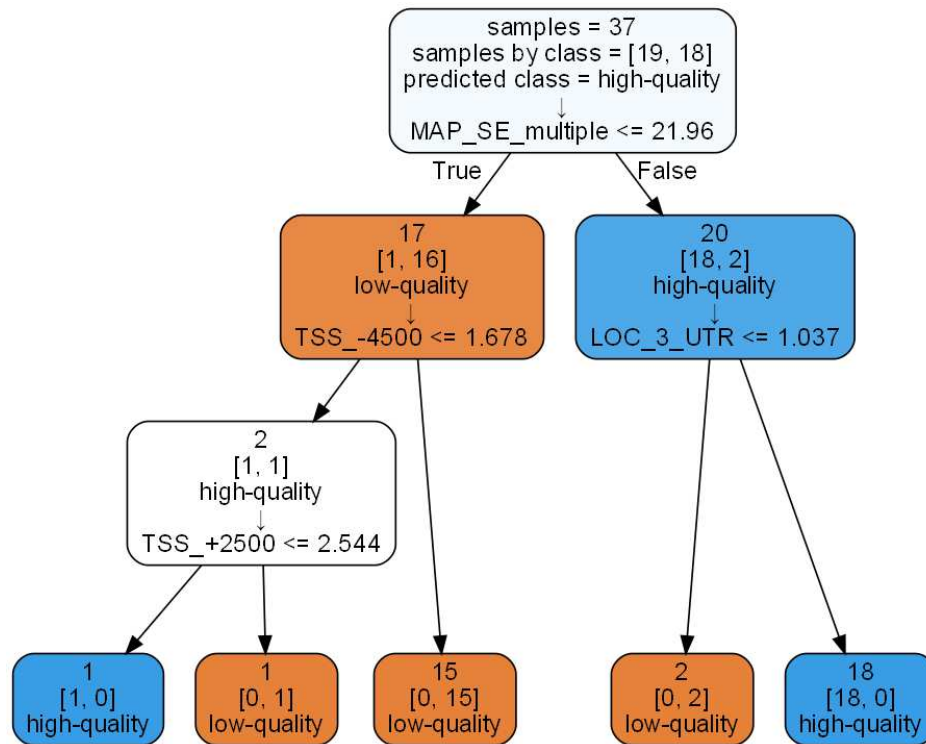 samples = 37
samples by class = [19, 18]
predicted class = high-quality
↓
MAP_SE_multiple <= 21.96
True
False
17
[1, 16]
low-quality
↓
TSS_-4500 <= 1.678
20
[18, 2]
high-quality
↓
LOC_3_UTR <= 1.037
2
[1, 1]
high-quality
↓
TSS_+2500 <= 2.544
1
[1, 0]
high-quality
1
[0, 1]
low-quality
15
[0, 15]
low-quality
2
[0, 2]
low-quality
18
[18, 0]
high-quality